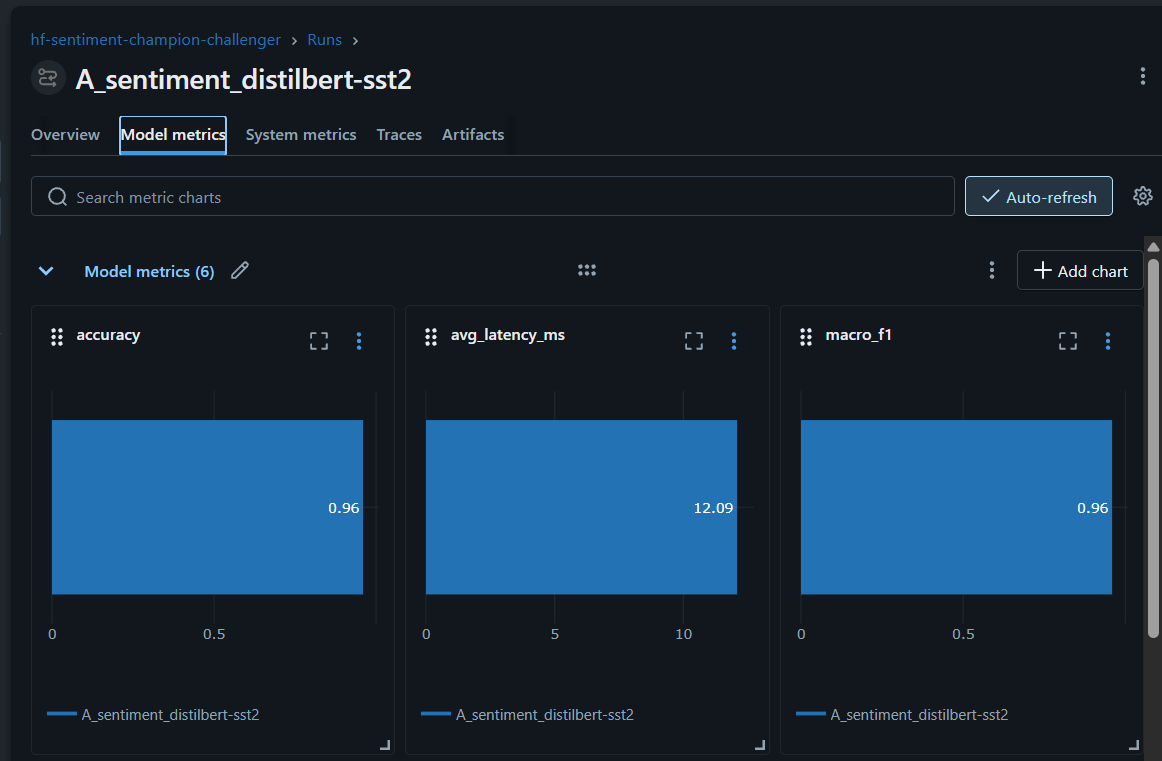 hf-sentiment-champion-challenger > Runs >
A_sentiment_distilbert-sst2
Overview Model metrics System metrics Traces Artifacts
Search metric charts Auto-refresh
Model metrics (6) Add chart
accuracy avg_latency_ms macro_f1
0.96 12.09 0.96
0 0.5 0 5 10 0 0.5
A_sentiment_distilbert-sst2 A_sentiment_distilbert-sst2 A_sentiment_distilbert-sst2